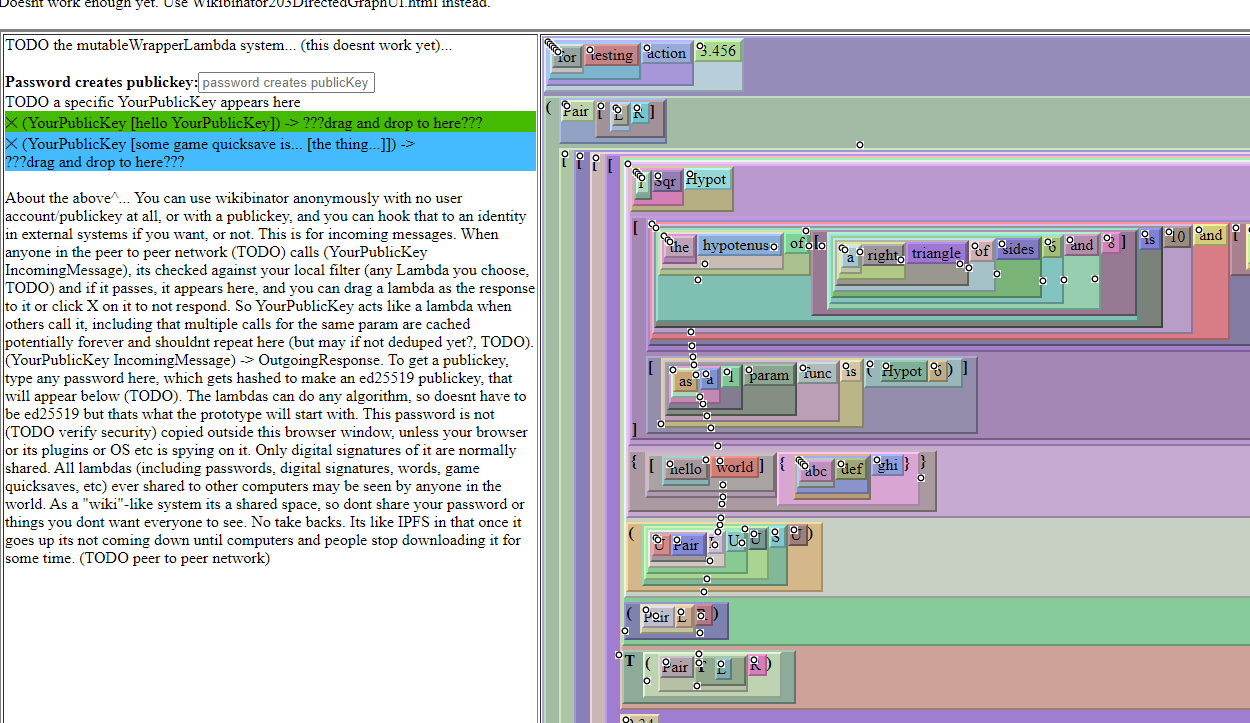 Doesnt work enough yet. Use Wikibinator203DirectedGraphUI.html instead.
TODO the mutableWrapperLambda system... (this doesnt work yet)...
Password creates publickey: password creates publicKey
TODO a specific YourPublicKey appears here
X (YourPublicKey [hello YourPublicKey]) -> ???drag and drop to here???
X (YourPublicKey [some game quicksave is... [the thing...]]) ->
???drag and drop to here???
About the above^... You can use wikibinator anonymously with no user
account/publickey at all, or with a publickey, and you can hook that to an identity
in external systems if you want, or not. This is for incoming messages. When
anyone in the peer to peer network (TODO) calls (YourPublicKey
IncomingMessage), its checked against your local filter (any Lambda you choose,
TODO) and if it passes, it appears here, and you can drag a lambda as the response
to it or click X on it to not respond. So YourPublicKey acts like a lambda when
others call it, including that multiple calls for the same param are cached
potentially forever and shouldnt repeat here (but may if not deduped yet?, TODO).
(YourPublicKey IncomingMessage) -> OutgoingResponse. To get a publickey,
type any password here, which gets hashed to make an ed25519 publickey, that
will appear below (TODO). The lambdas can do any algorithm, so doesnt have to
be ed25519 but thats what the prototype will start with. This password is not
(TODO verify security) copied outside this browser window, unless your browser
or its plugins or OS etc is spying on it. Only digital signatures of it are normally
shared. All lambdas (including passwords, digital signatures, words, game
quicksaves, etc) ever shared to other computers may be seen by anyone in the
world. As a "wiki"-like system its a shared space, so dont share your password or
things you dont want everyone to see. No take backs. Its like IPFS in that once it
goes up its not coming down until computers and people stop downloading it for
some time. (TODO peer to peer network)
for testing action 3.456
( Pair [ L R ]
[ [ [ [
Sqr Hypot
[ the hypotenuse of [ a right triangle of sides 6 and 8 ] is 10 and [
[ as a 1 param func is ( Hypot 6 ) ]
]
{ [ hello world ] { abc def ghi } }
( U Pair U U S U )
( Pair L R )
T ( Pair T L R )